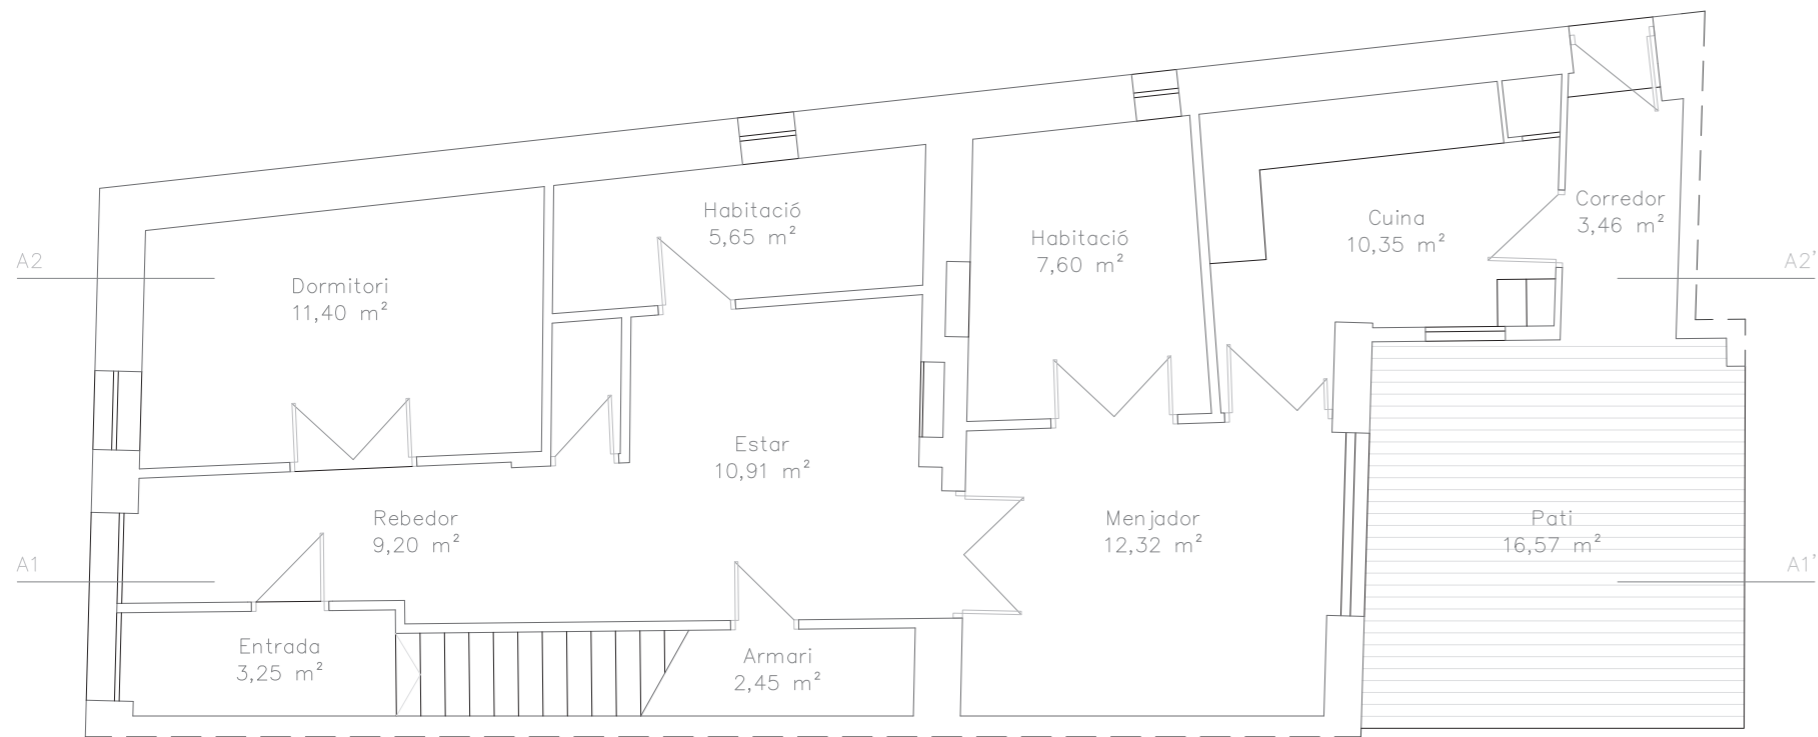 Habitació
5,65 m²
Corredor
3,46 m²
Cuina
10,35 m²
Habitació
7,60 m²
A2
A2'
Dormitori
11,40 m²
Estar
10,91 m²
Rebedor
9,20 m²
Menjador
12,32 m²
Pati
16,57 m²
A1
A1'
Entrada
3,25 m²
Armari
2,45 m²